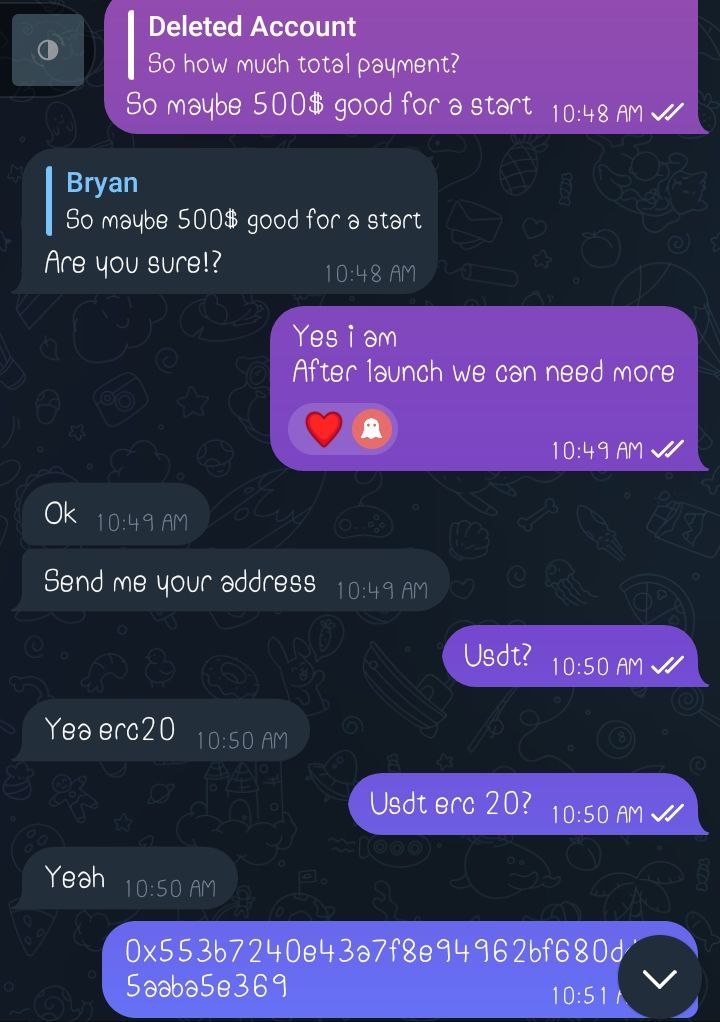 Deleted Account
So how much total payment?
So maybe 500$ good for a start 10:48 AM
Bryan
So maybe 500$ good for a start
Are you sure!? 10:48 AM
Yes i am
After launch we can need more
10:49 AM
Ok 10:49 AM
Send me your address 10:49 AM
Usdt? 10:50 AM
Yea erc20 10:50 AM
Usdt erc 20? 10:50 AM
Yeah 10:50 AM
0x553b7240e43a7f8e94962bf680d
5aaba5e369 10:51